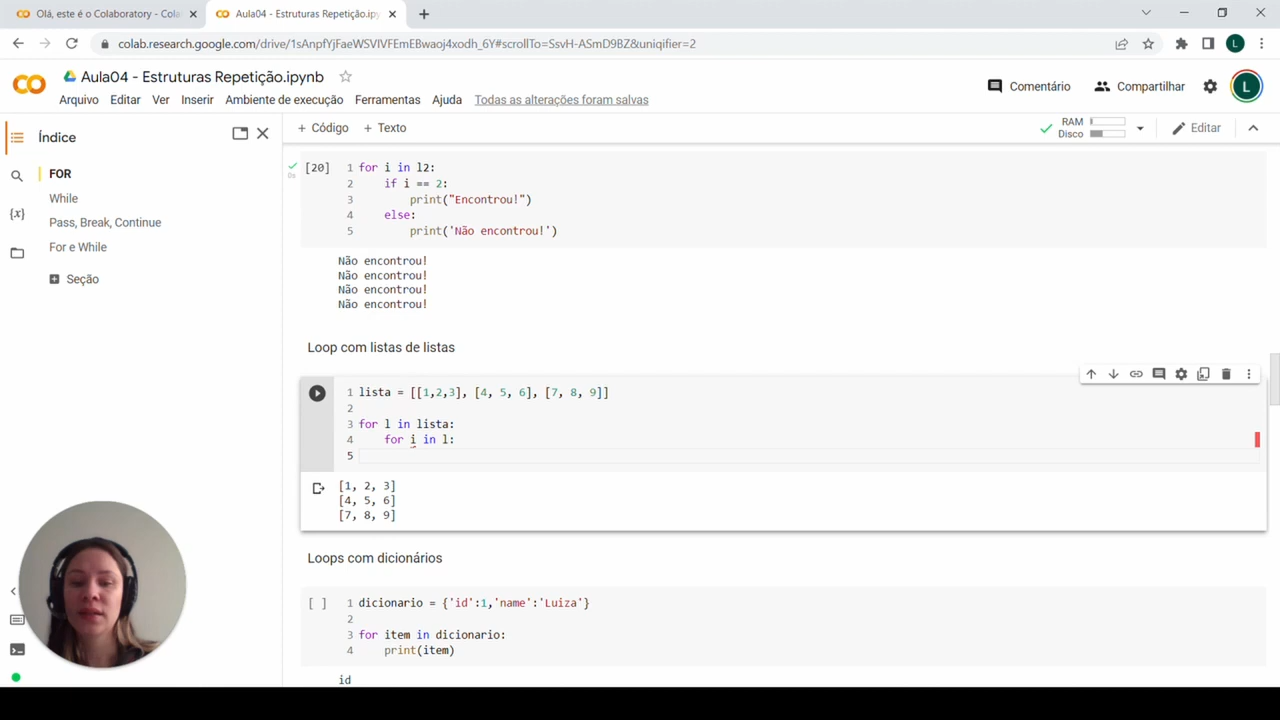 Olá, este é o Colaboratory - Cola
Aula04 - Estruturas Repetição.ipyn
colab.research.google.com/drive/1sAnpfYjFaeWSVIVFEmEBwaoj4xodh_6Y#scrollTo=SsvH-ASmD9BZ&uniqifier=2
L
Aula04 - Estruturas Repetição.ipynb
Comentário
Compartilhar
L
Arquivo Editar Ver Inserir Ambiente de execução Ferramentas Ajuda Todas as alterações foram salvas
Índice
+ Código + Texto
RAM
Disco
Editar
FOR
While
Pass, Break, Continue
For e While
Seção
{x}
[20]
0s
1 for i in l2:
2 if i == 2:
3 print("Encontrou!")
4 else:
5 print('Não encontrou!')
Não encontrou!
Não encontrou!
Não encontrou!
Não encontrou!
Loop com listas de listas
1 lista = [[1,2,3], [4, 5, 6], [7, 8, 9]]
2
3 for l in lista:
4 for i in l:
5
[1, 2, 3]
[4, 5, 6]
[7, 8, 9]
Loops com dicionários
[ ]
1 dicionario = {'id':1,'name':'Luiza'}
2
3 for item in dicionario:
4 print(item)
id